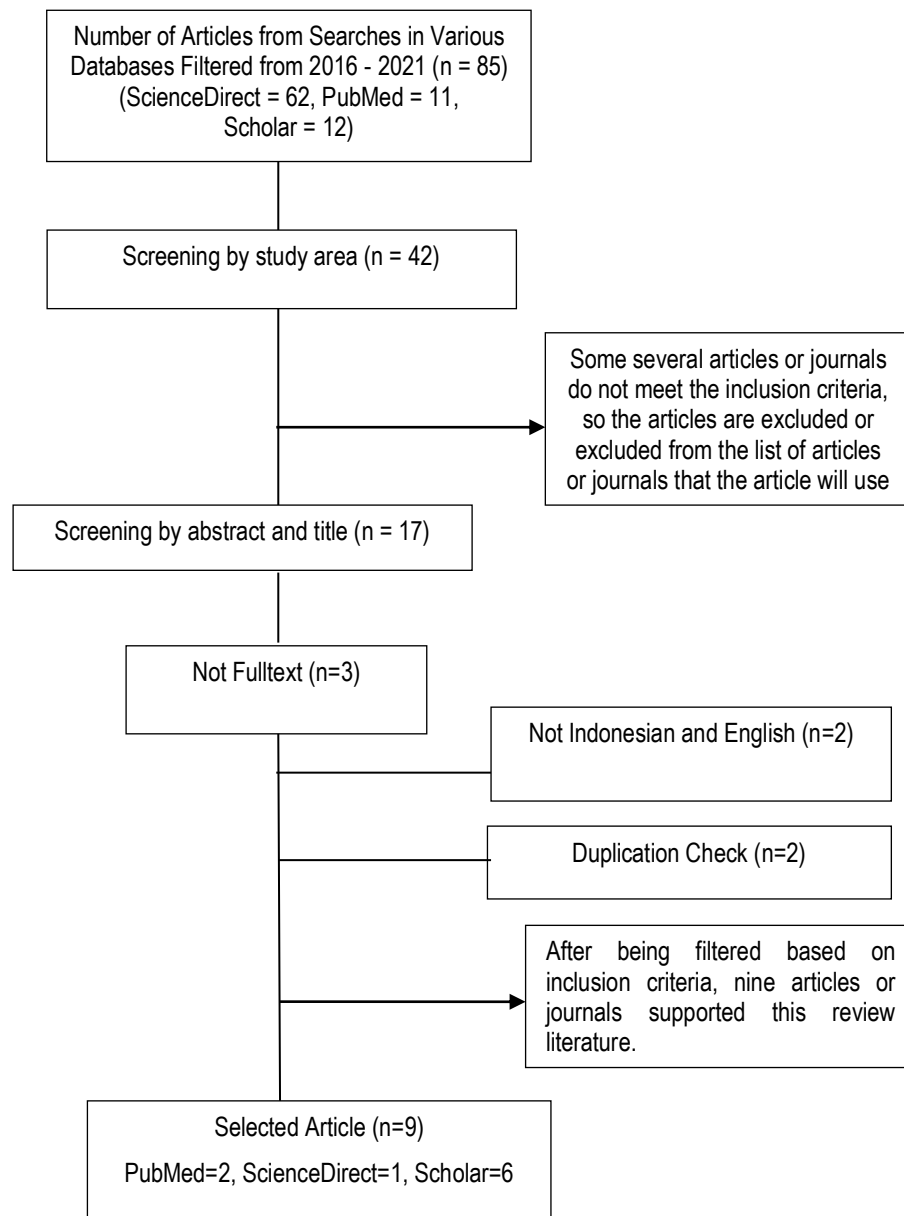 Number of Articles from Searches in Various
Databases Filtered from 2016 - 2021 (n = 85)
(ScienceDirect = 62, PubMed = 11,
Scholar = 12)
Screening by study area (n = 42)
Some several articles or journals
do not meet the inclusion criteria,
so the articles are excluded or
excluded from the list of articles
or journals that the article will use
Screening by abstract and title (n = 17)
Not Fulltext (n=3)
Not Indonesian and English (n=2)
Duplication Check (n=2)
After being filtered based on
inclusion criteria, nine articles or
journals supported this review
literature.
Selected Article (n=9)
PubMed=2, ScienceDirect=1, Scholar=6